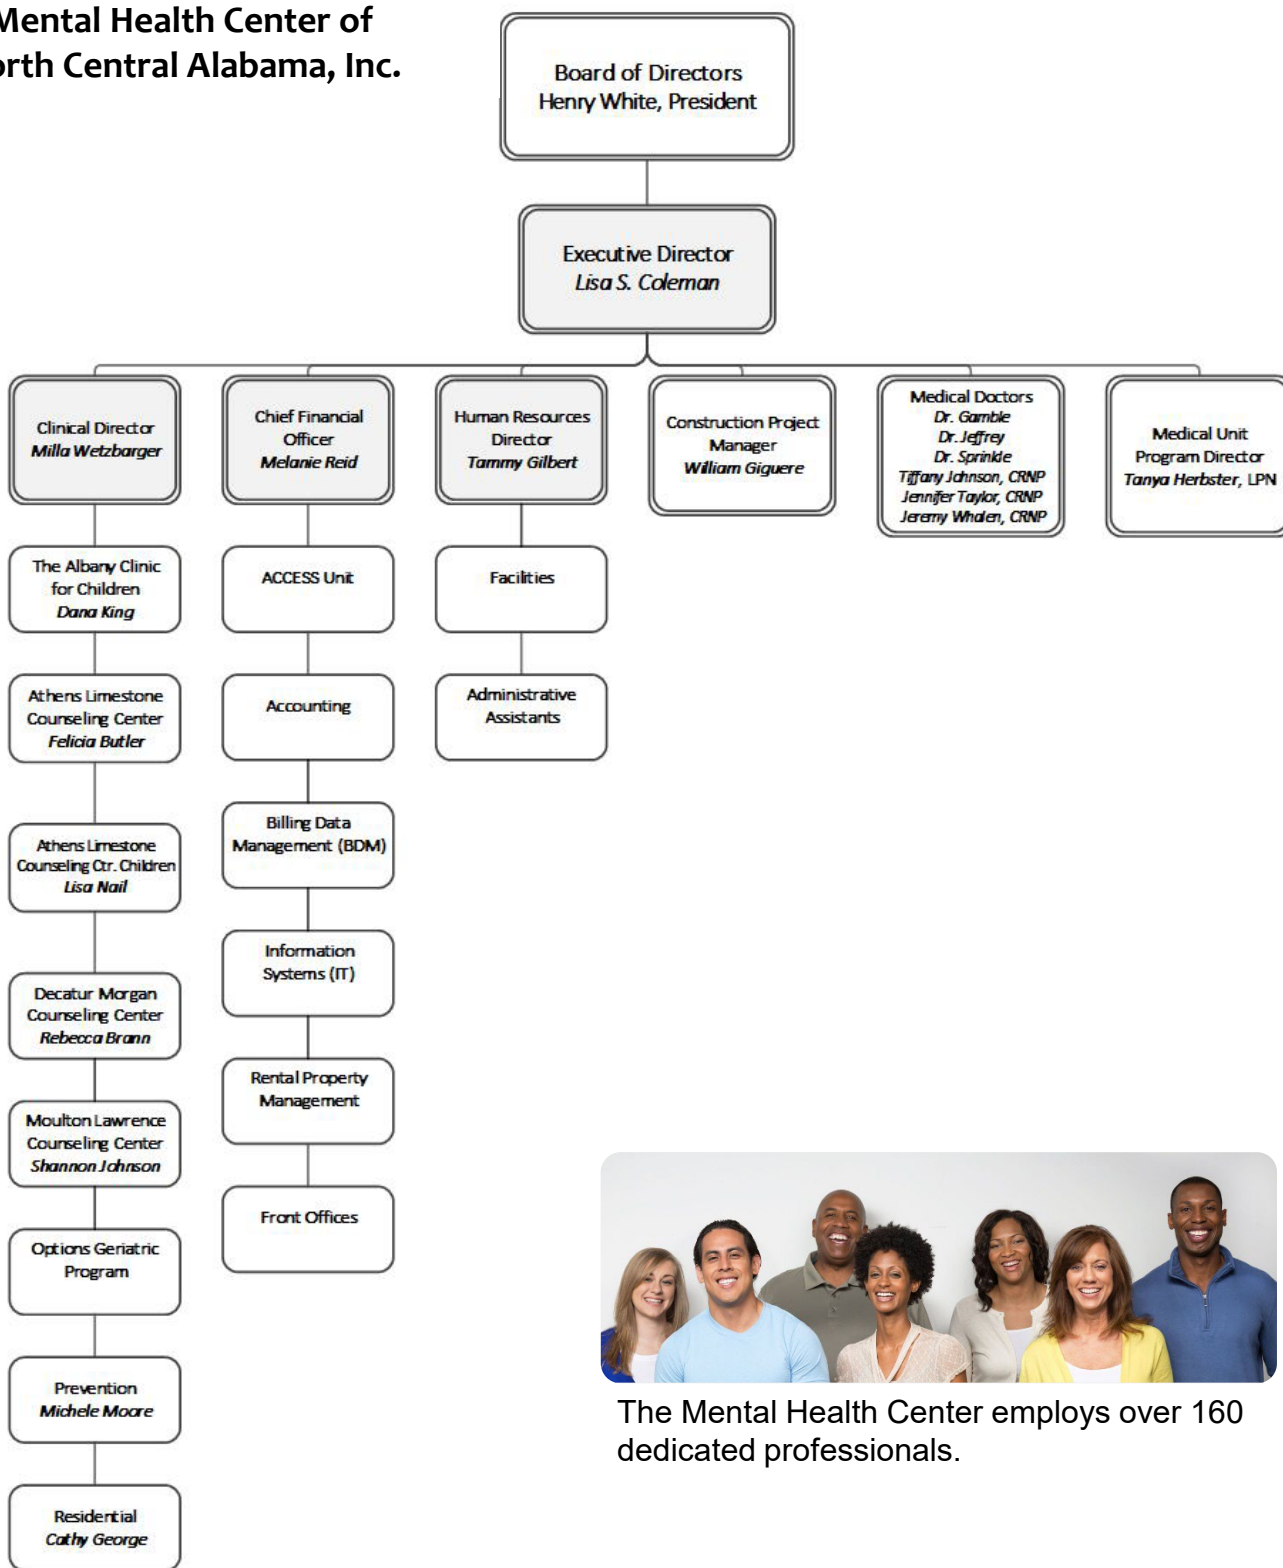 Mental Health Center of
orth Central Alabama, Inc.
Board of Directors
Henry White, President
Executive Director
Lisa S. Coleman
Clinical Director
Milla Wetzbarger
Chief Financial
Officer
Melanie Reid
Human Resources
Director
Tammy Gilbert
Construction Project
Manager
William Giguere
Medical Doctors
Dr. Gamble
Dr. Jeffrey
Dr. Sprinkle
Tiffany Johnson, CRNP
Jennifer Taylor, CRNP
Jeremy Whalen, CRNP
Medical Unit
Program Director
Tanya Herbster, LPN
The Albany Clinic
for Children
Dana King
Athens Limestone
Counseling Center
Felicia Butler
Athens Limestone
Counseling Ctr. Children
Lisa Nail
Decatur Morgan
Counseling Center
Rebecca Brann
Moulton Lawrence
Counseling Center
Shannon Johnson
Options Geriatric
Program
Prevention
Michele Moore
Residential
Cathy George
ACCESS Unit
Accounting
Billing Data
Management (BDM)
Information
Systems (IT)
Rental Property
Management
Front Offices
Facilities
Administrative
Assistants
The Mental Health Center employs over 160
dedicated professionals.